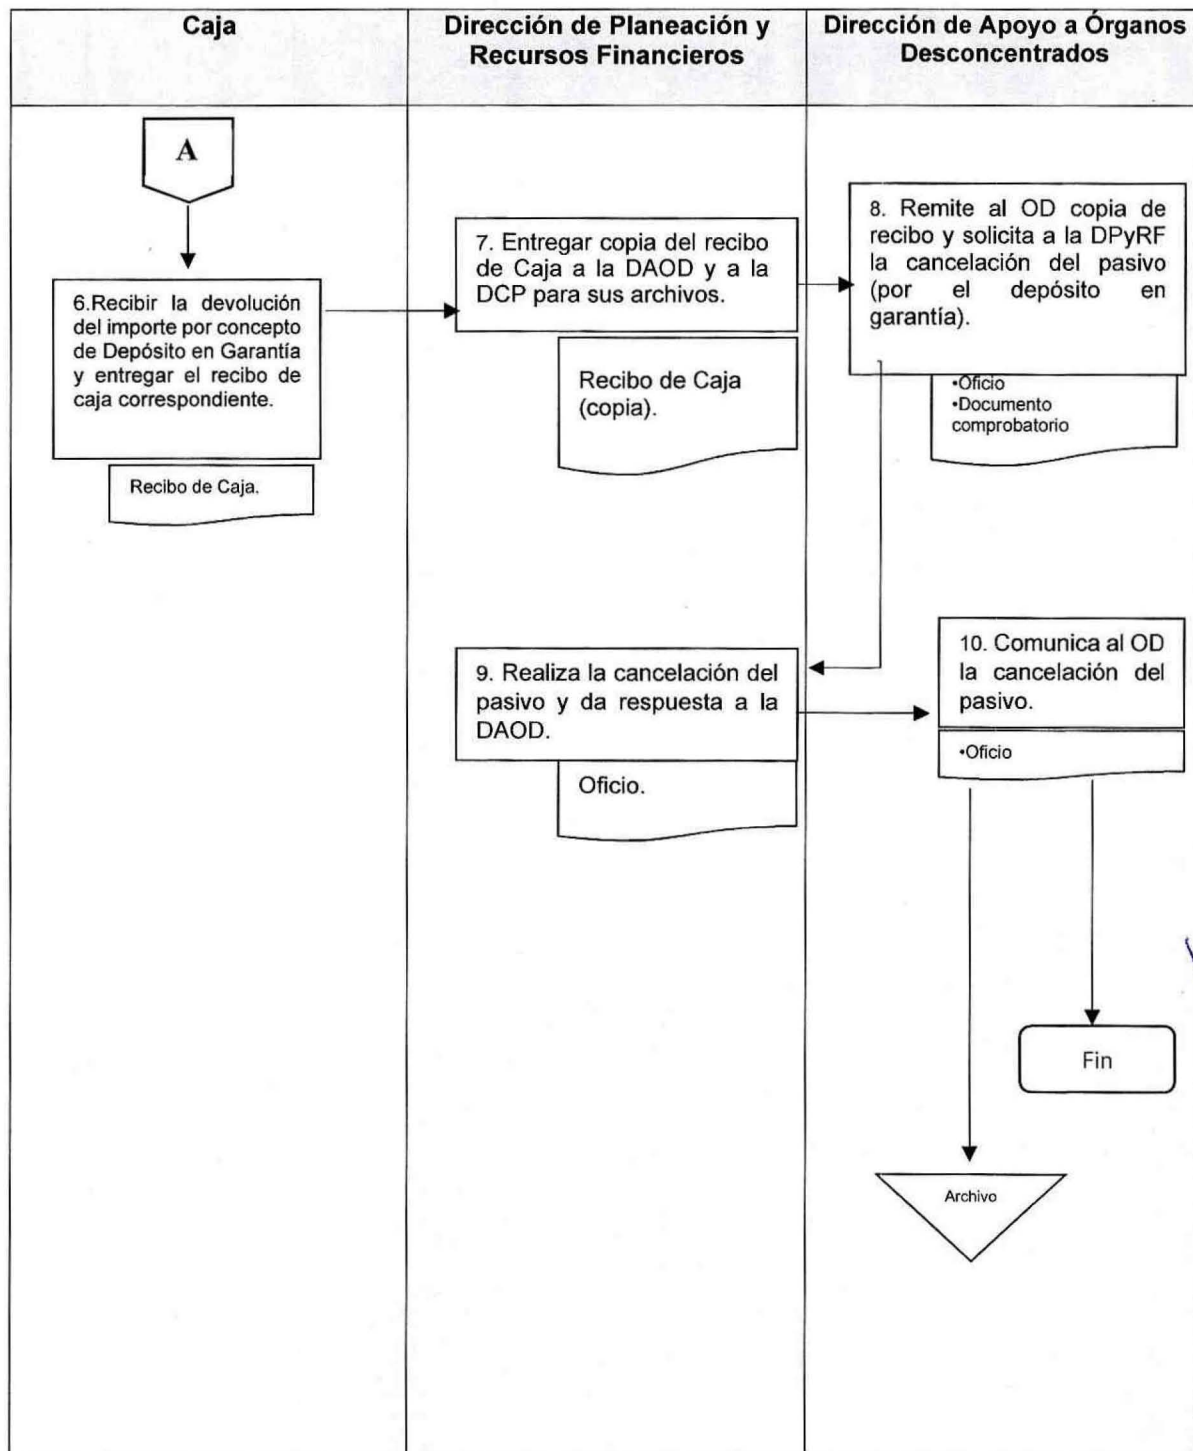 Caja
Dirección de Planeación y
Recursos Financieros
Dirección de Apoyo a Órganos
Desconcentrados
A
6.Recibir la devolución
del importe por concepto
de Depósito en Garantía
y entregar el recibo de
caja correspondiente.
Recibo de Caja.
7. Entregar copia del recibo
de Caja a la DAOD y a la
DCP para sus archivos.
Recibo de Caja
(copia).
8. Remite al OD copia de
recibo y solicita a la DPyRF
la cancelación del pasivo
(por el depósito en
garantía).
•Oficio
•Documento
comprobatorio
9. Realiza la cancelación del
pasivo y da respuesta a la
DAOD.
Oficio.
10. Comunica al OD
la cancelación del
pasivo.
•Oficio
Fin
Archivo